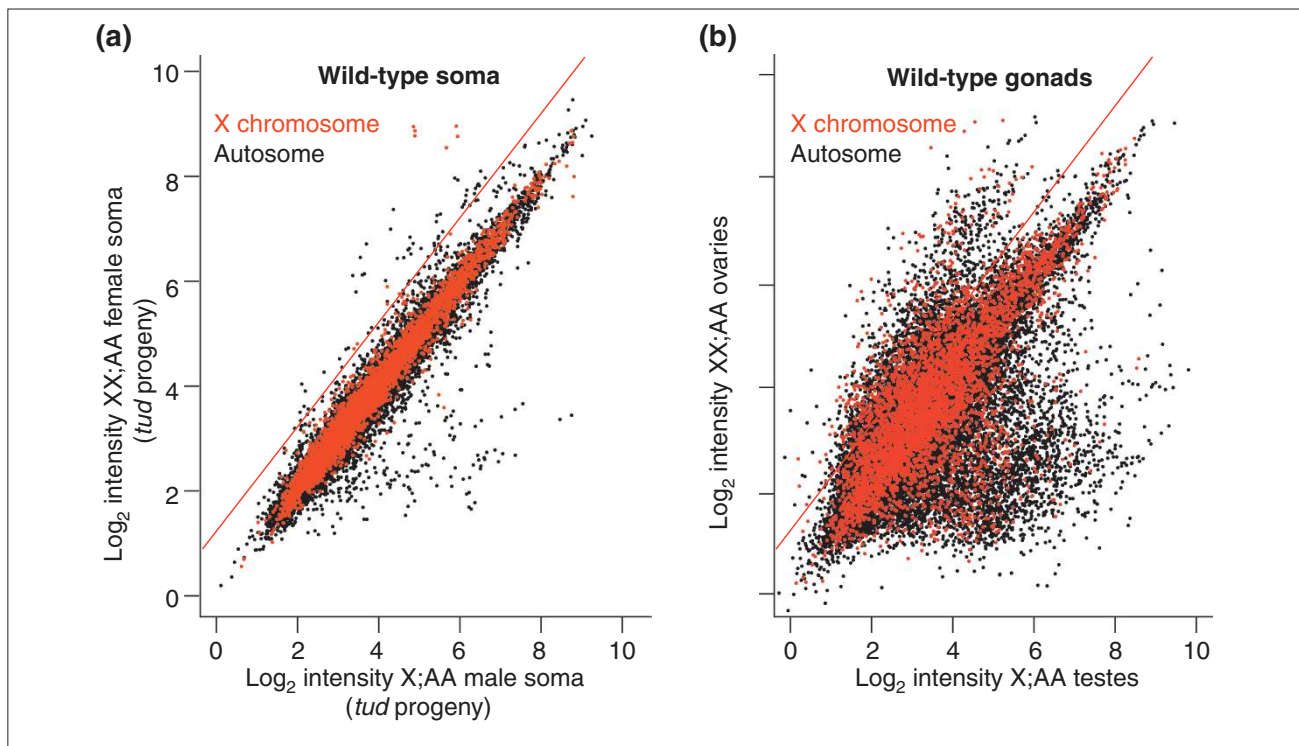 (a)
Wild-type soma
X chromosome
Autosome
10
8
6
4
2
0
Log2 intensity XX;AA female soma
(tud progeny)
0 2 4 6 8 10
Log2 intensity X;AA male soma
(tud progeny)
(b)
Wild-type gonads
X chromosome
Autosome
Log2 intensity XX;AA ovaries
0 2 4 6 8 10
Log2 intensity X;AA testes